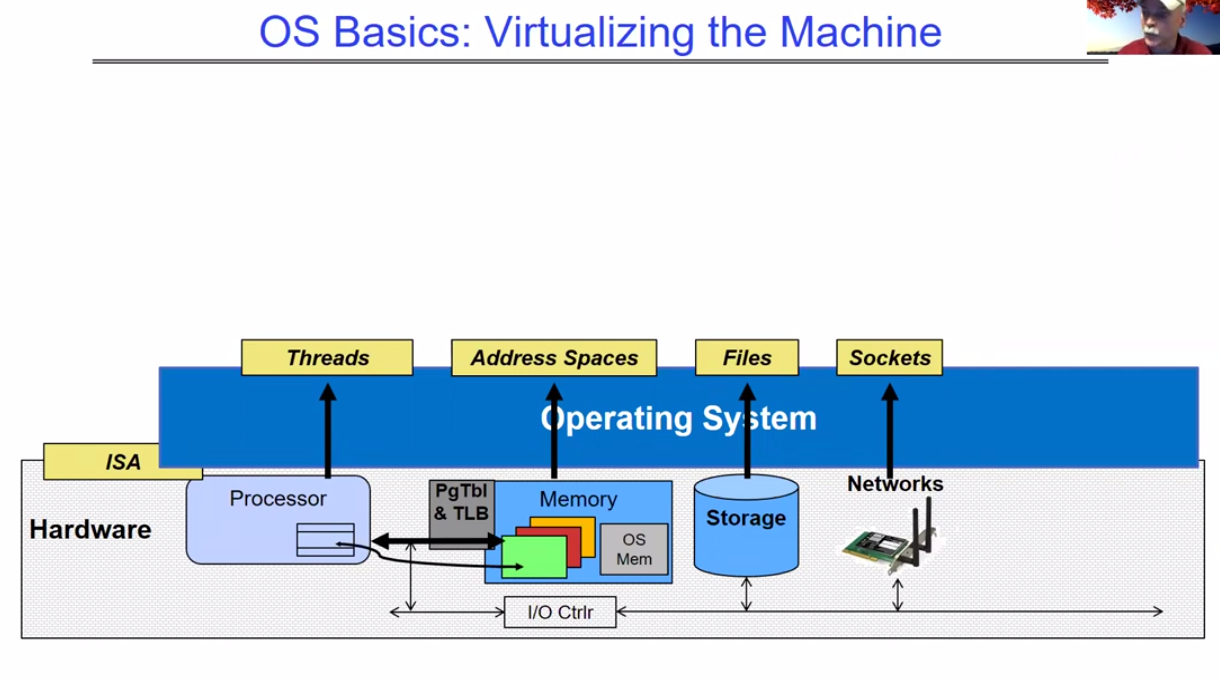 OS Basics: Virtualizing the Machine
Threads
Address Spaces
Files
Sockets
Operating System
ISA
Hardware
Processor
PgTbl
& TLB
Memory
OS
Mem
Storage
Networks
I/O Ctrlr